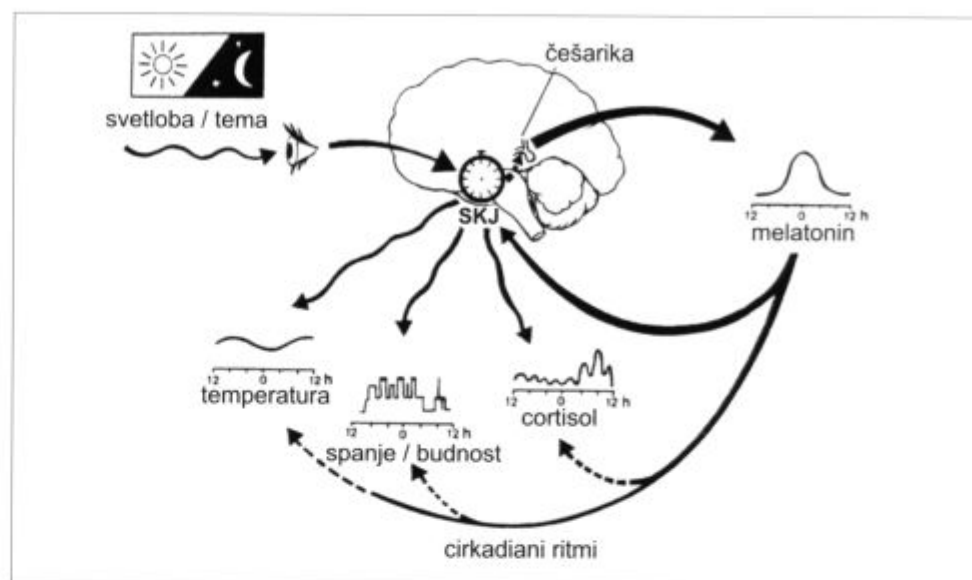 češarika
svetloba / tema
SKJ
12 0 12 h
melatonin
12 0 12 h
temperatura
12 0 12 h
spanje / budnost
12 0 12 h
cortisol
cirkadiani ritmi